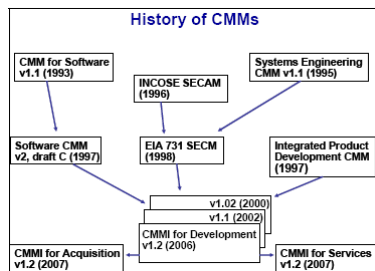 History of CMMs
CMM for Software
v1.1 (1993)
INCOSE SECAM
(1996)
Systems Engineering
CMM v1.1 (1995)
Software CMM
v2, draft C (1997)
EIA 731 SECM
(1998)
Integrated Product
Development CMM
(1997)
v1.02 (2000)
v1.1 (2002)
CMMI for Development
v1.2 (2006)
CMMI for Acquisition
v1.2 (2007)
CMMI for Services
v1.2 (2007)